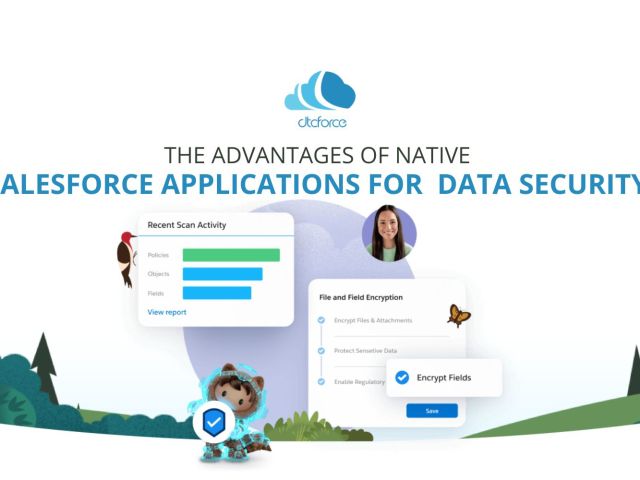 dtcforce
THE ADVANTAGES OF NATIVE
ALESFORCE APPLICATIONS FOR DATA SECURITY
Recent Scan Activity
Policies
Objects
Fields
View report
File and Field Encryption
Encrypt Files & Attachments
Protect Sensetive Data
Enable Regulatory
Encrypt Fields
Save